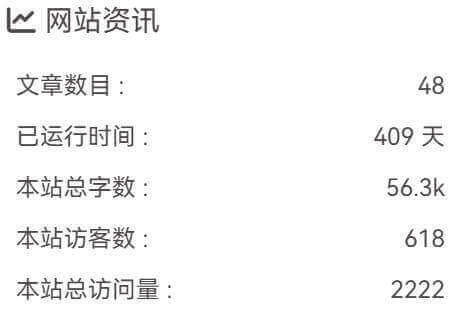 网站资讯
文章数目 : 48
已运行时间 : 409 天
本站总字数 : 56.3k
本站访客数 : 618
本站总访问量 : 2222